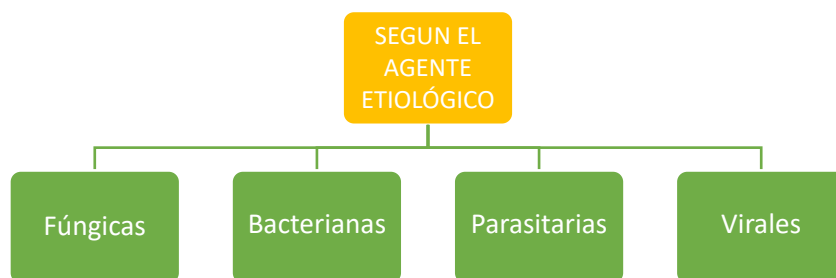 SEGUN EL
AGENTE
ETIOLÓGICO
Fúngicas
Bacterianas
Parasitarias
Virales